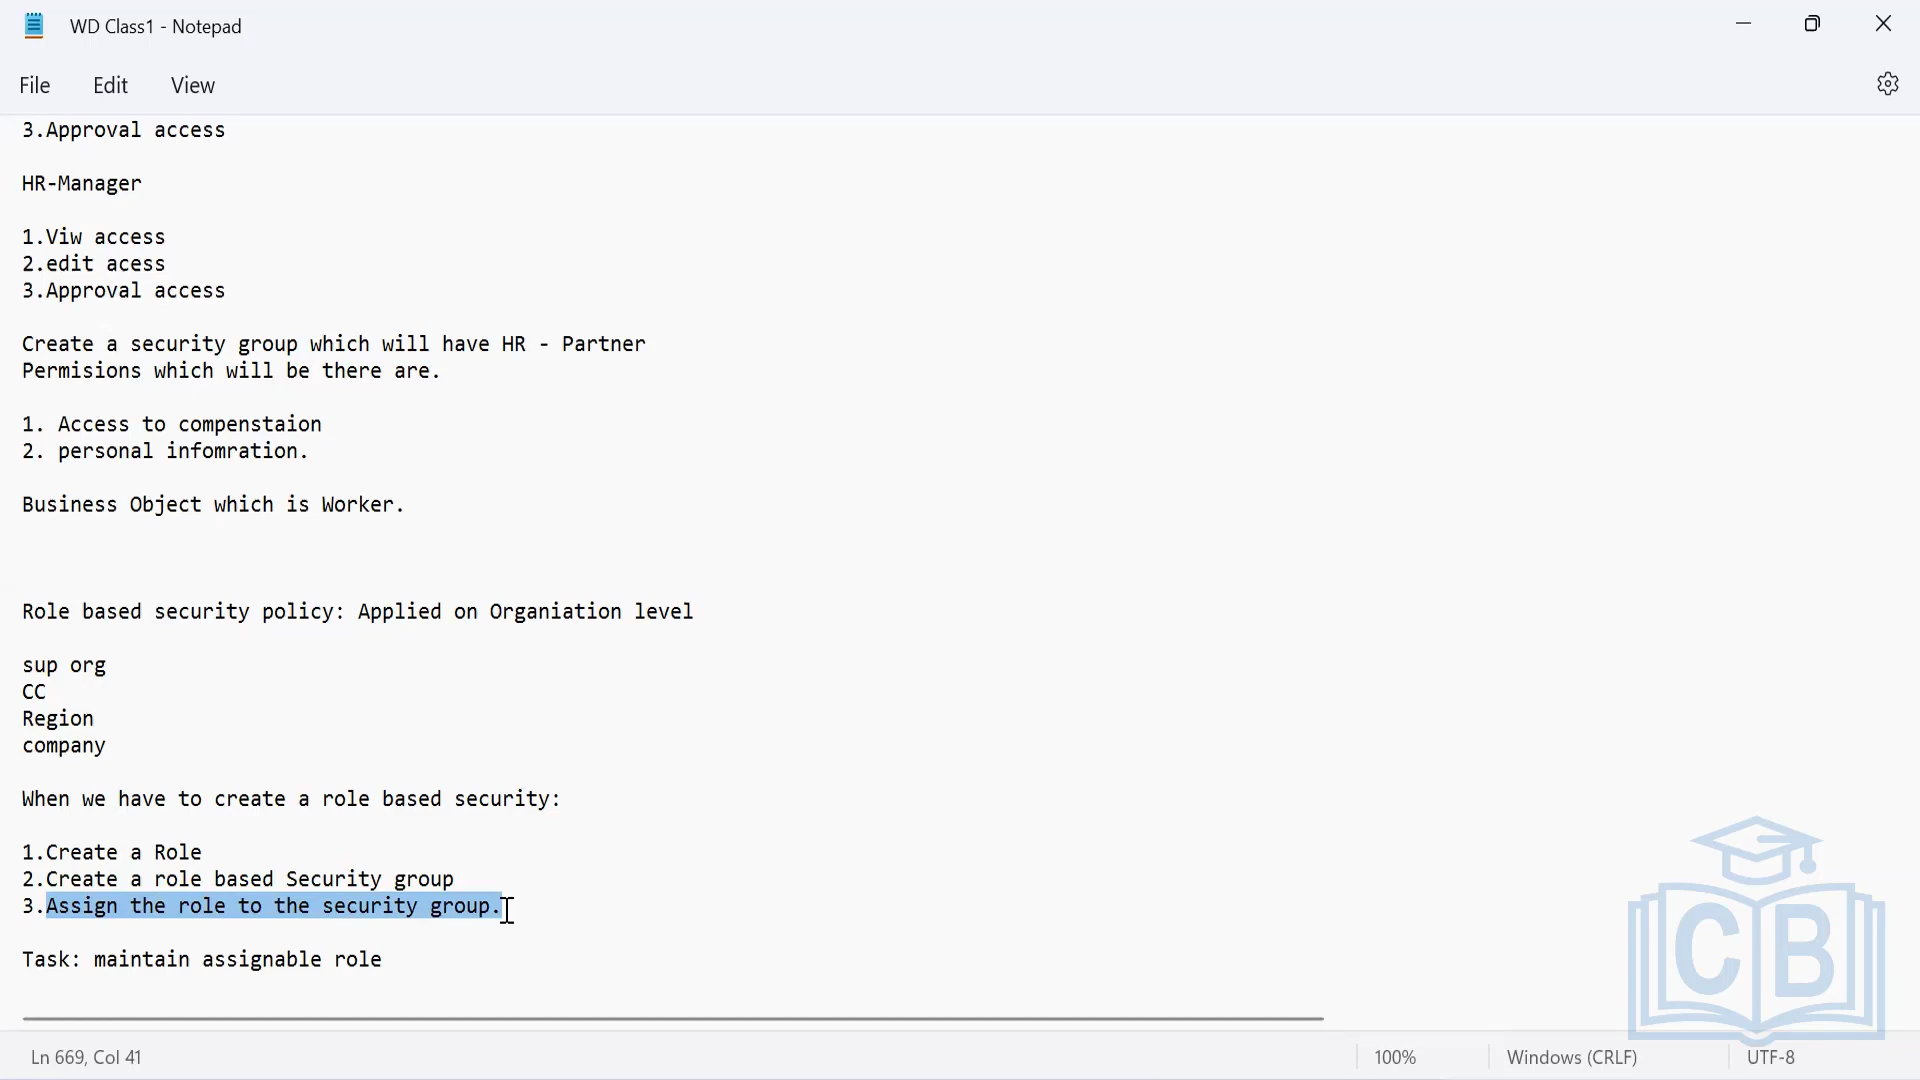 WD Class1 - Notepad
File Edit View
3.Approval access
HR-Manager
1.Viw access
2.edit acess
3.Approval access
Create a security group which will have HR - Partner
Permisions which will be there are.
1. Access to compenstaion
2. personal infomration.
Business Object which is Worker.
Role based security policy: Applied on Organiation level
sup org
CC
Region
company
When we have to create a role based security:
1.Create a Role
2.Create a role based Security group
3.Assign the role to the security group.
Task: maintain assignable role
CB
Ln 669, Col 41 100% Windows (CRLF) UTF-8